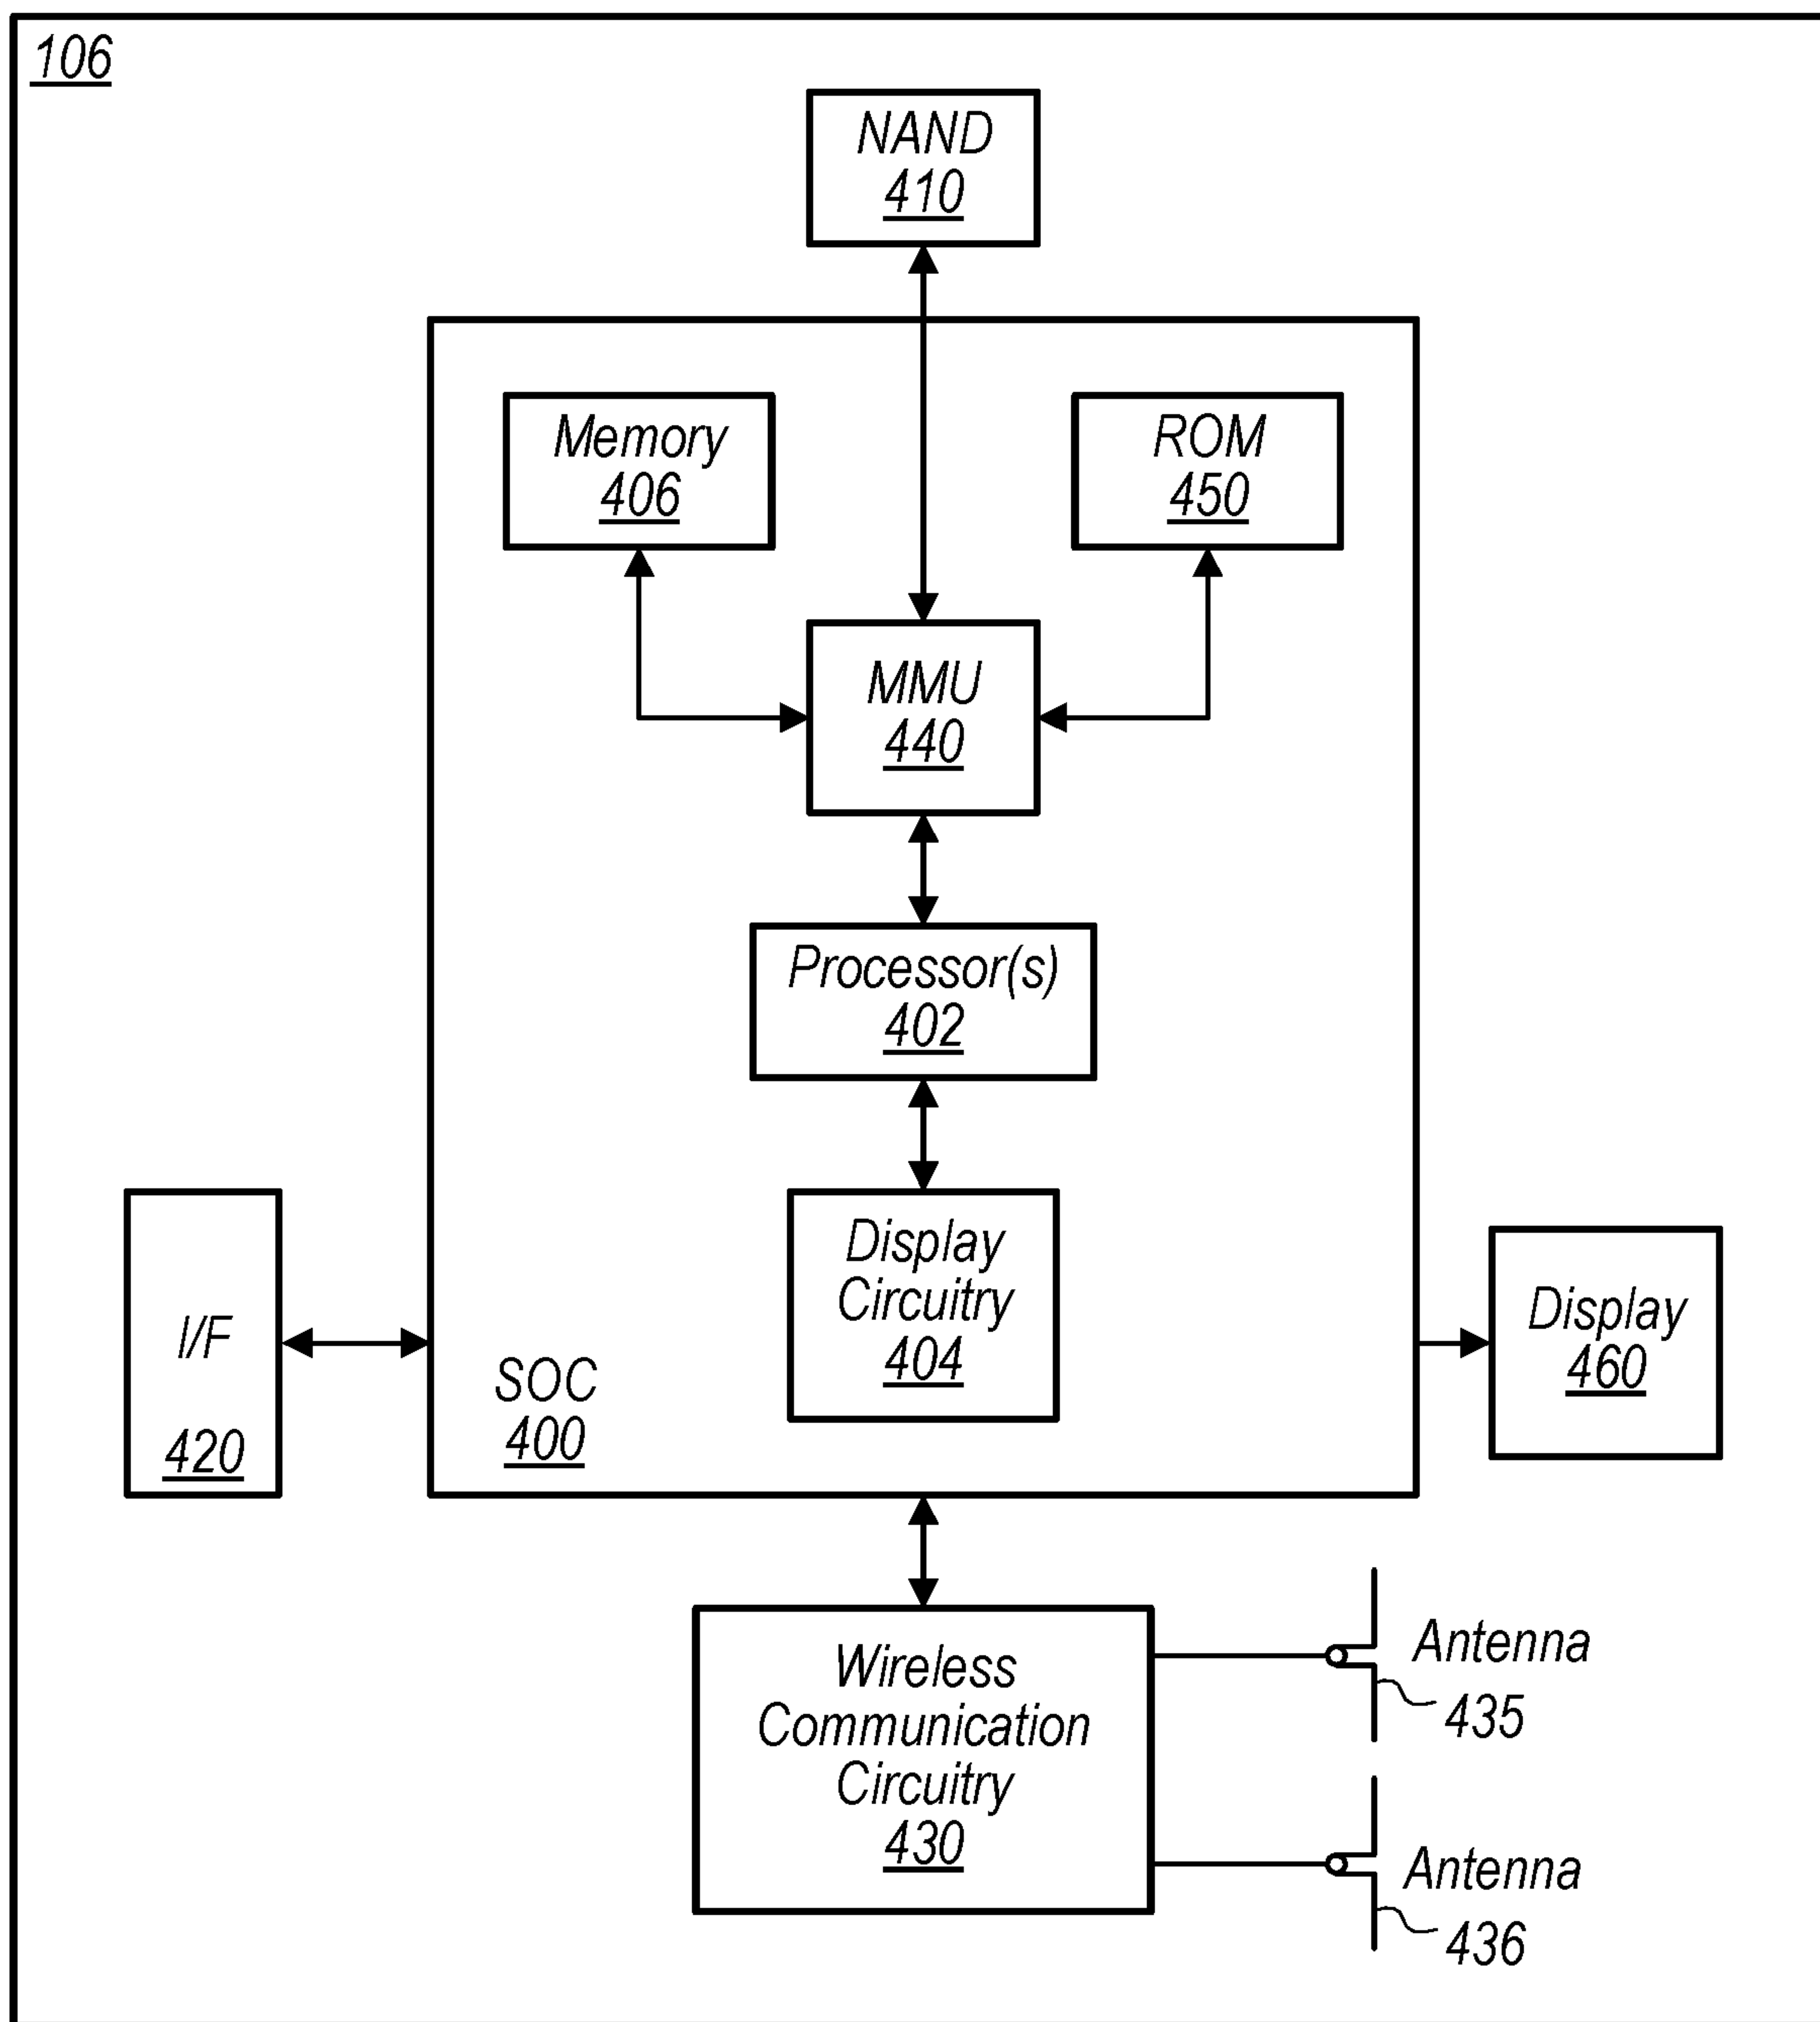 106
NAND
410
Memory
406
ROM
450
MMU
440
Processor(s)
402
Display
Circuitry
404
I/F
420
SOC
400
Display
460
Wireless
Communication
Circuitry
430
Antenna
435
Antenna
436